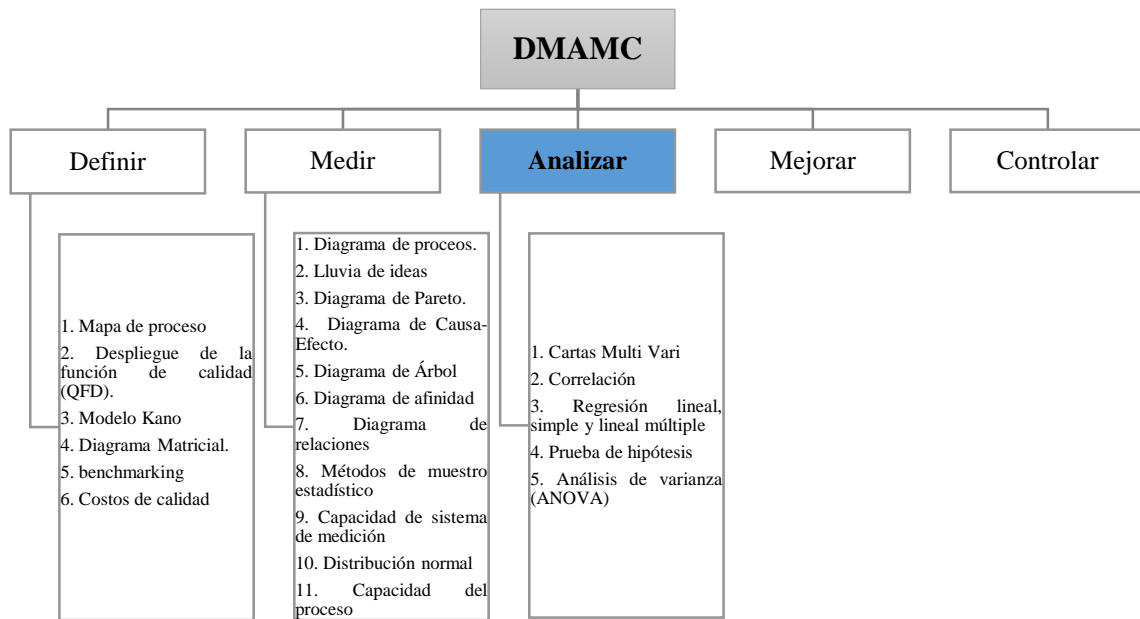 DMAMC
Definir
Medir
Analizar
Mejorar
Controlar
1. Mapa de proceso
2. Despliegue de la
función de calidad
(QFD).
3. Modelo Kano
4. Diagrama Matricial.
5. benchmarking
6. Costos de calidad
1. Diagrama de proceos.
2. Lluvia de ideas
3. Diagrama de Pareto.
4. Diagrama de Causa-
Efecto.
5. Diagrama de Árbol
6. Diagrama de afinidad
7. Diagrama de
relaciones
8. Métodos de muestro
estadístico
9. Capacidad de sistema
de medición
10. Distribución normal
11. Capacidad del
proceso
1. Cartas Multi Vari
2. Correlación
3. Regresión lineal,
simple y lineal múltiple
4. Prueba de hipótesis
5. Análisis de varianza
(ANOVA)